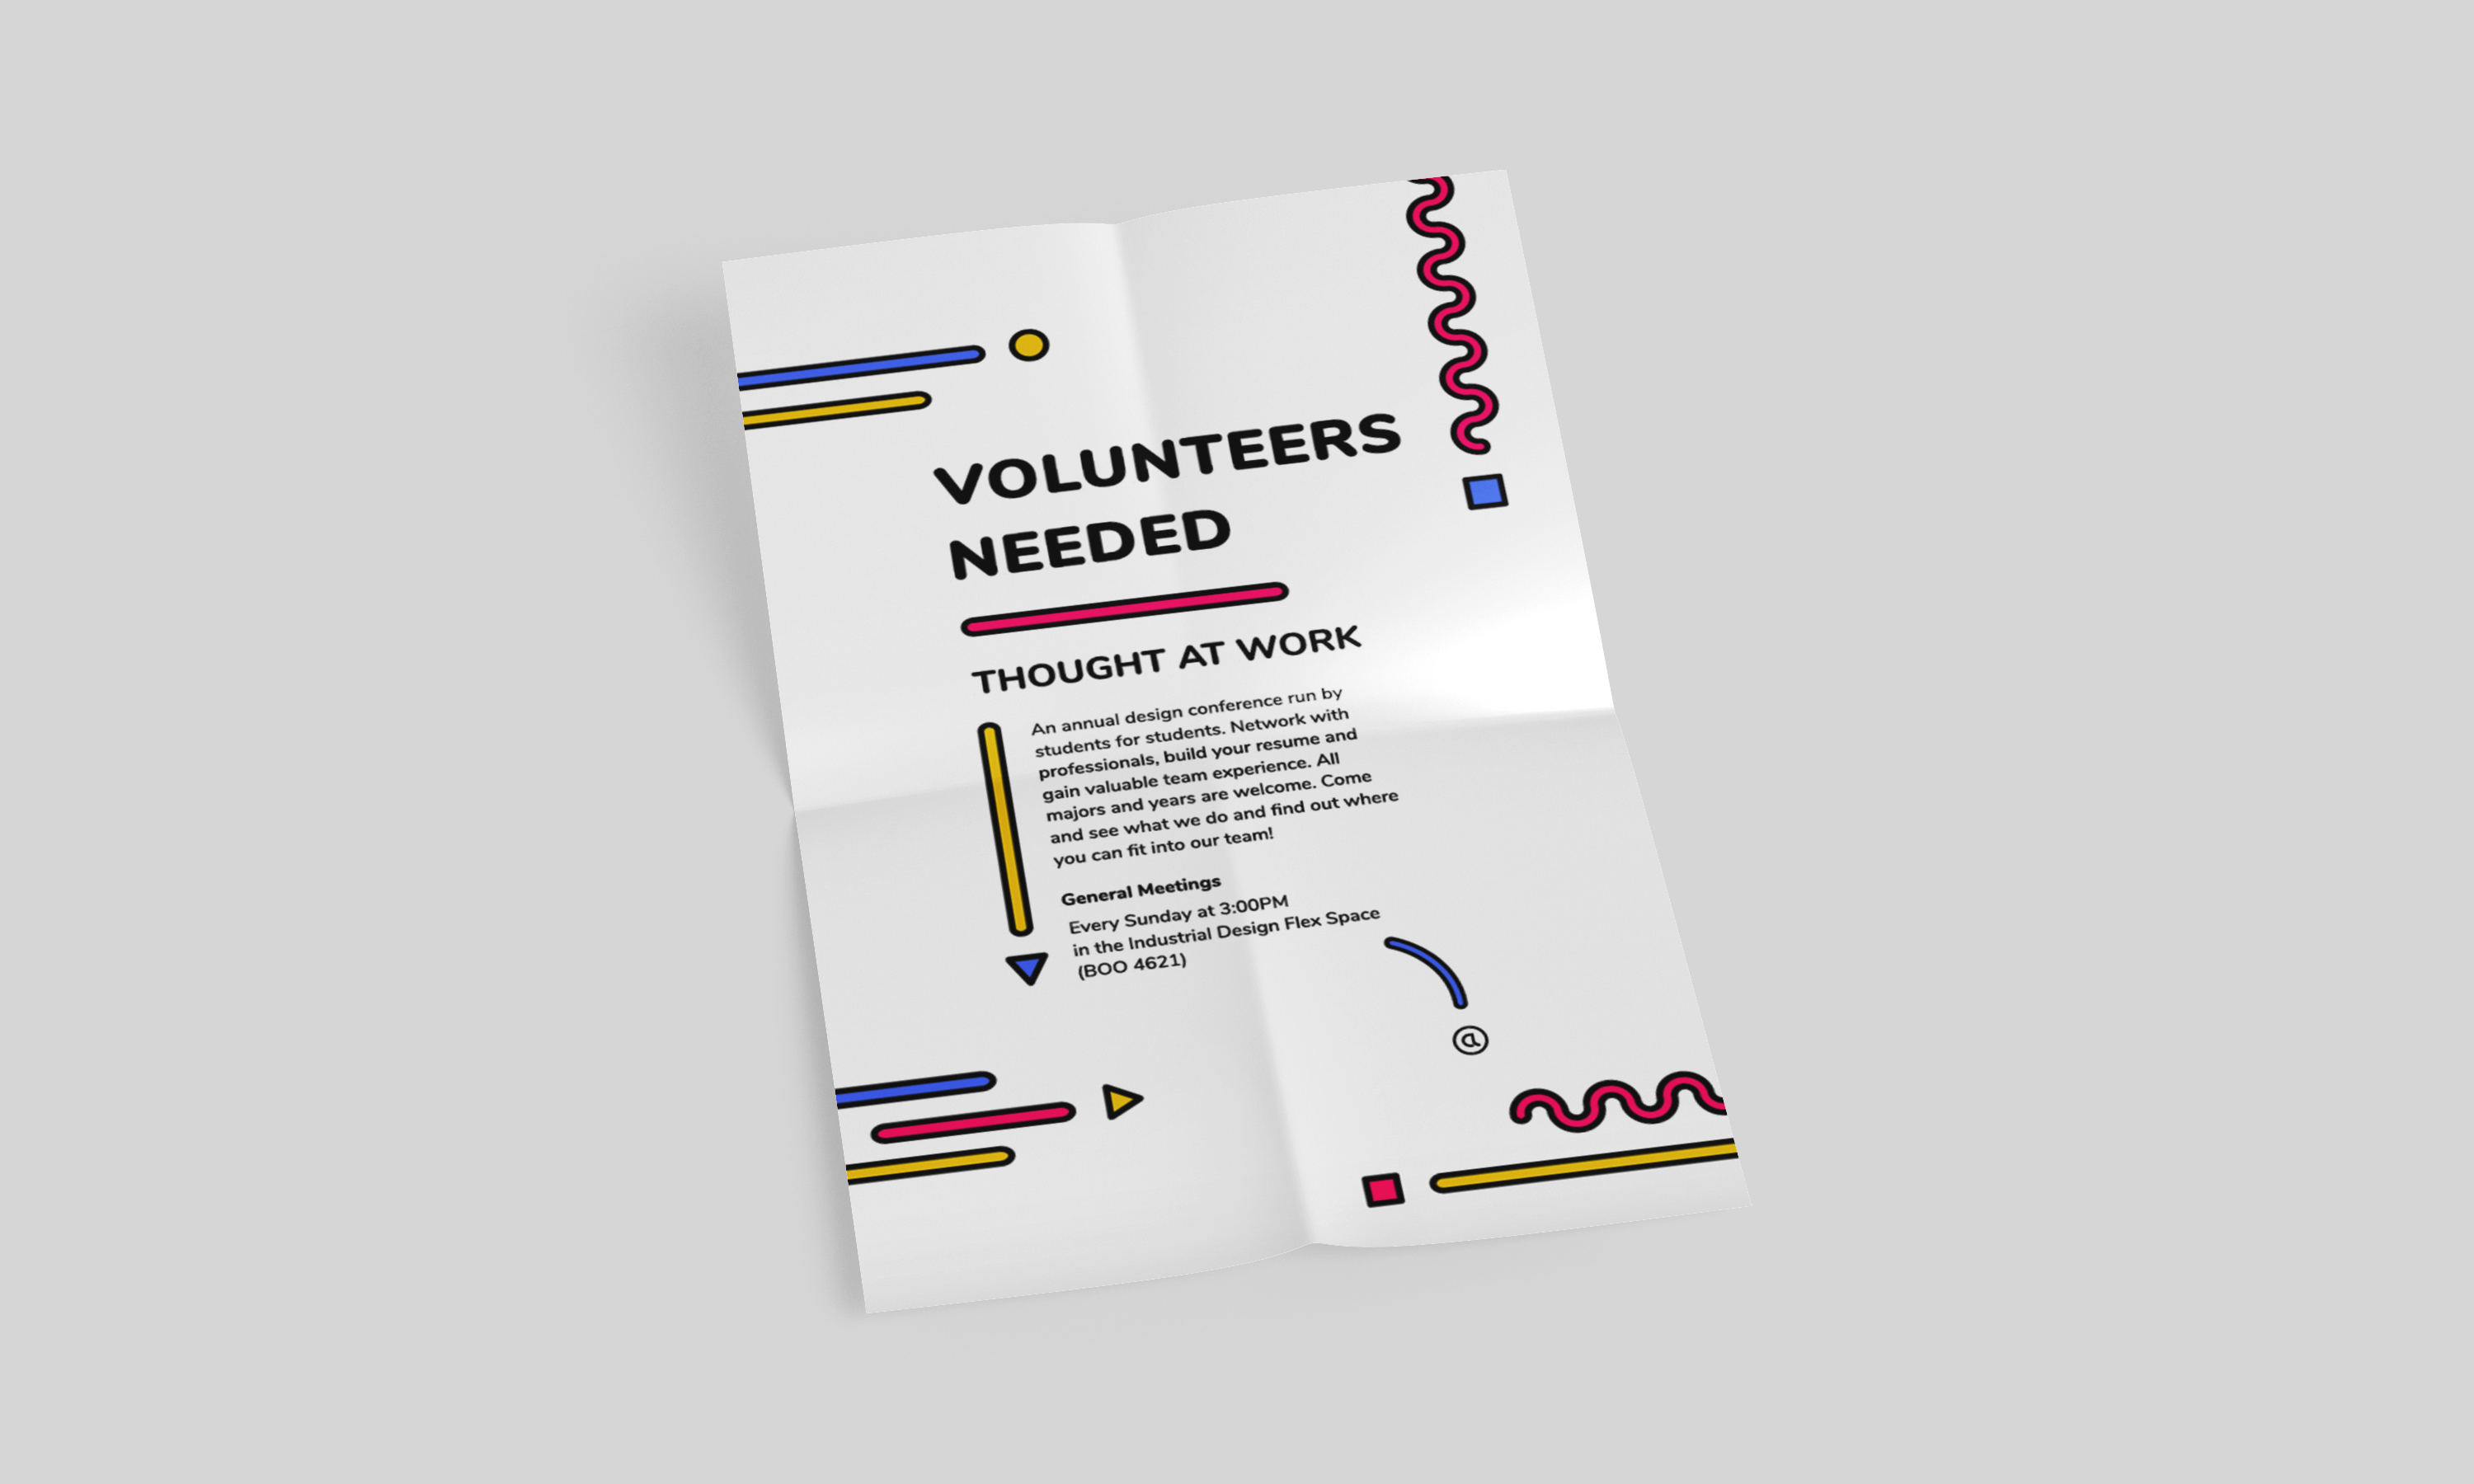 VOLUNTEERS
NEEDED
THOUGHT AT WORK
An annual design conference run by
students for students. Network with
professionals, build your resume and
gain valuable team experience. All
majors and years are welcome. Come
and see what we do and find out where
you can fit into our team!
General Meetings
Every Sunday at 3:00PM
in the Industrial Design Flex Space
(BOO 4621)
@